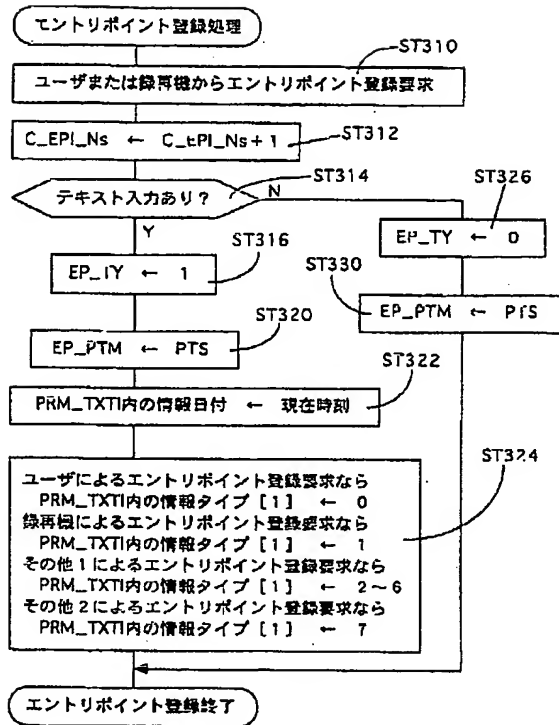 エントリポイント登録処理
ST310
ユーザまたは録再機からエントリポイント登録要求
ST312
C_EPI_Ns ← C_EPI_Ns+1
ST314
テキスト入力あり？
N
Y
ST326
EP_TY ← 0
ST316
EP_TY ← 1
ST330
EP_PTM ← PTS
ST320
EP_PTM ← PTS
ST322
PRM_TXTI内の情報日付 ← 現在時刻
ST324
ユーザによるエントリポイント登録要求なら
PRM_TXTI内の情報タイプ [1] ← 0
録再機によるエントリポイント登録要求なら
PRM_TXTI内の情報タイプ [1] ← 1
その他1によるエントリポイント登録要求なら
PRM_TXTI内の情報タイプ [1] ← 2～6
その他2によるエントリポイント登録要求なら
PRM_TXTI内の情報タイプ [1] ← 7
エントリポイント登録終了